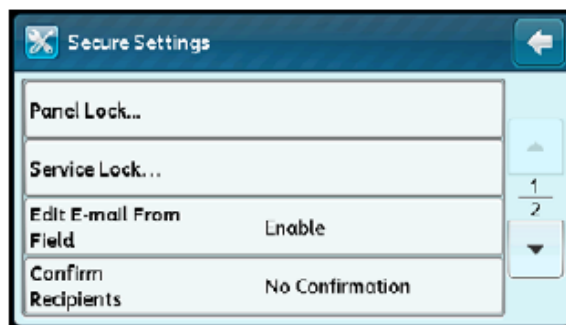 Secure Settings
Panel Lock...
Service Lock...
Edit E-mail From
Field
Enable
1
2
Confirm
Recipients
No Confirmation